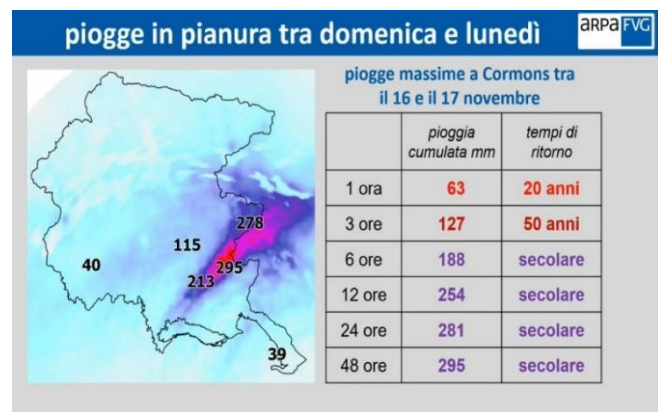 piogge in pianura tra domenica e lunedì
arpa FVG
piogge massime a Cormons tra
il 16 e il 17 novembre
pioggia cumulata mm tempi di ritorno
1 ora 63 20 anni
3 ore 127 50 anni
6 ore 188 secolare
12 ore 254 secolare
24 ore 281 secolare
48 ore 295 secolare
278
115
295
40
213
39